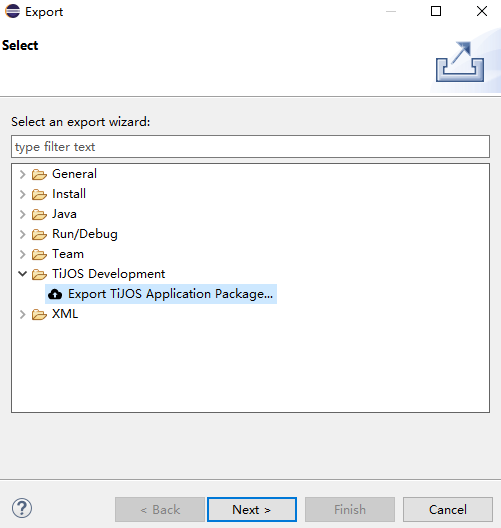 Export
Select
Select an export wizard:
type filter text
General
Install
Java
Run/Debug
Team
TiJOS Development
Export TiJOS Application Package...
XML
< Back
Next >
Finish
Cancel